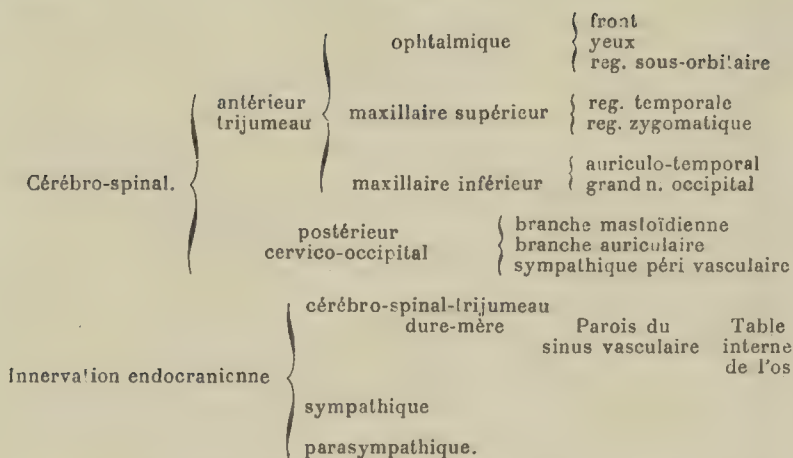 ophtalmique
front
yeux
reg. sous-orbitaire
antérieur
trijumeau
maxillaire supérieur
reg. temporale
reg. zygomatique
Cérébro-spinal.
maxillaire inférieur
auriculo-temporal
grand n. occipital
postérieur
cervico-occipital
branche mastoïdienne
branche auriculaire
sympathique péri vasculaire
Innervation endocranienne
cérébro-spinal-trijumeau
dure-mère
Parois du
sinus vasculaire
Table
interne
de l'os
sympathique
parasympathique.